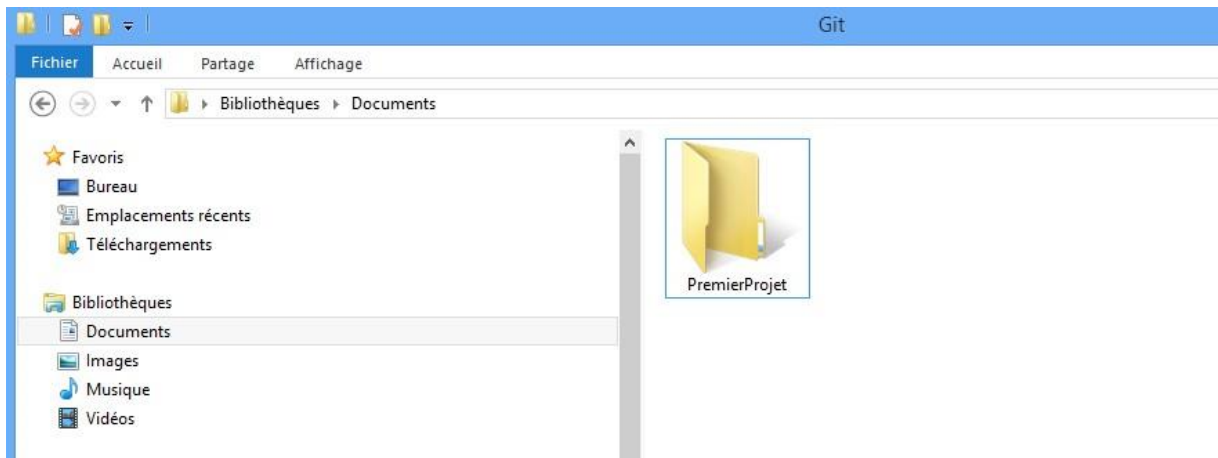 Git
Fichier Accueil Partage Affichage
Bibliothèques Documents
Favoris
Bureau
Emplacements récents
Téléchargements
Bibliothèques
Documents
Images
Musique
Vidéos
PremierProjet